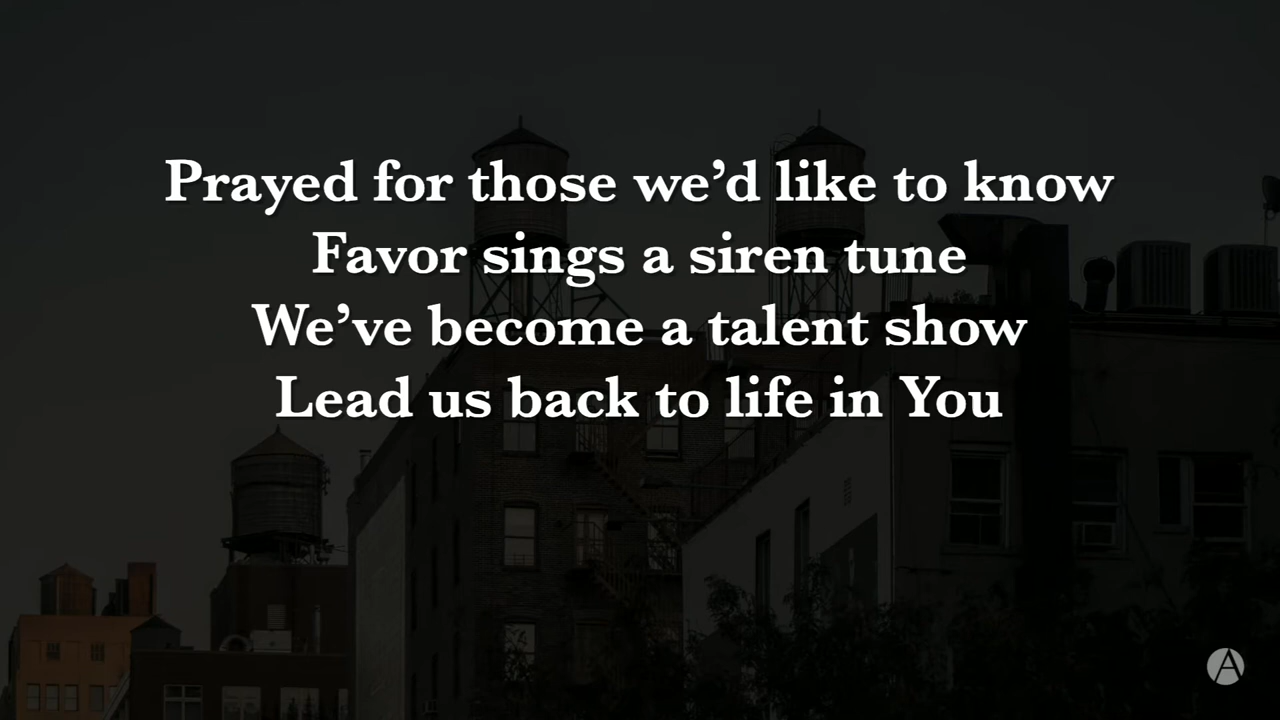 Prayed for those we’d like to know
Favor sings a siren tune
We’ve become a talent show
Lead us back to life in You
A